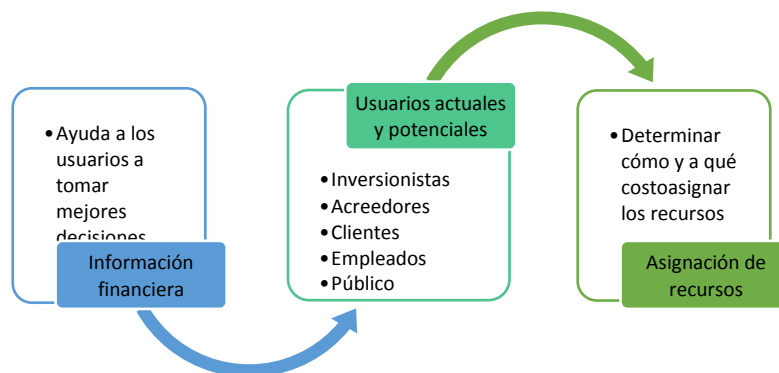 •Ayuda a los
usuarios a
tomar
mejores
decisiones
Información
financiera
Usuarios actuales
y potenciales
•Inversionistas
•Acreedores
•Clientes
•Empleados
•Público
•Determinar
cómo y a qué
costoasignar
los recursos
Asignación de
recursos